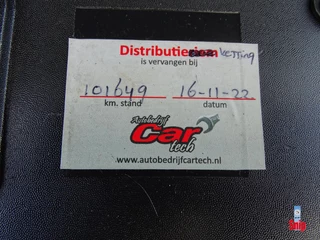 Distributieriem ketting
is vervangen bij
101649 16-11-22
km. stand datum
Autobedrijf
Car
tech
www.autobedrijfcartech.nl